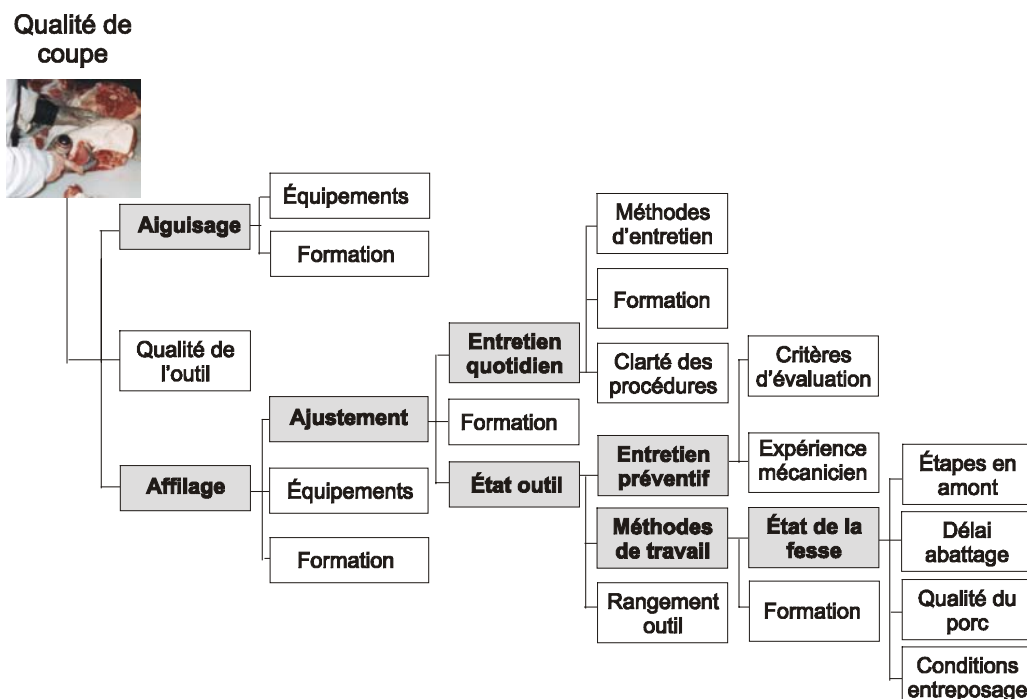 Qualité de
coupe
Aiguisage
Équipements
Formation
Qualité de
l'outil
Affilage
Ajustement
Équipements
Formation
Entretien
quotidien
Formation
État outil
Méthodes
d'entretien
Formation
Clarté des
procédures
Entretien
préventif
Méthodes
de travail
Rangement
outil
Critères
d'évaluation
Expérience
mécanicien
État de la
fesse
Formation
Étapes en
amont
Délai
abattage
Qualité du
porc
Conditions
entreposage